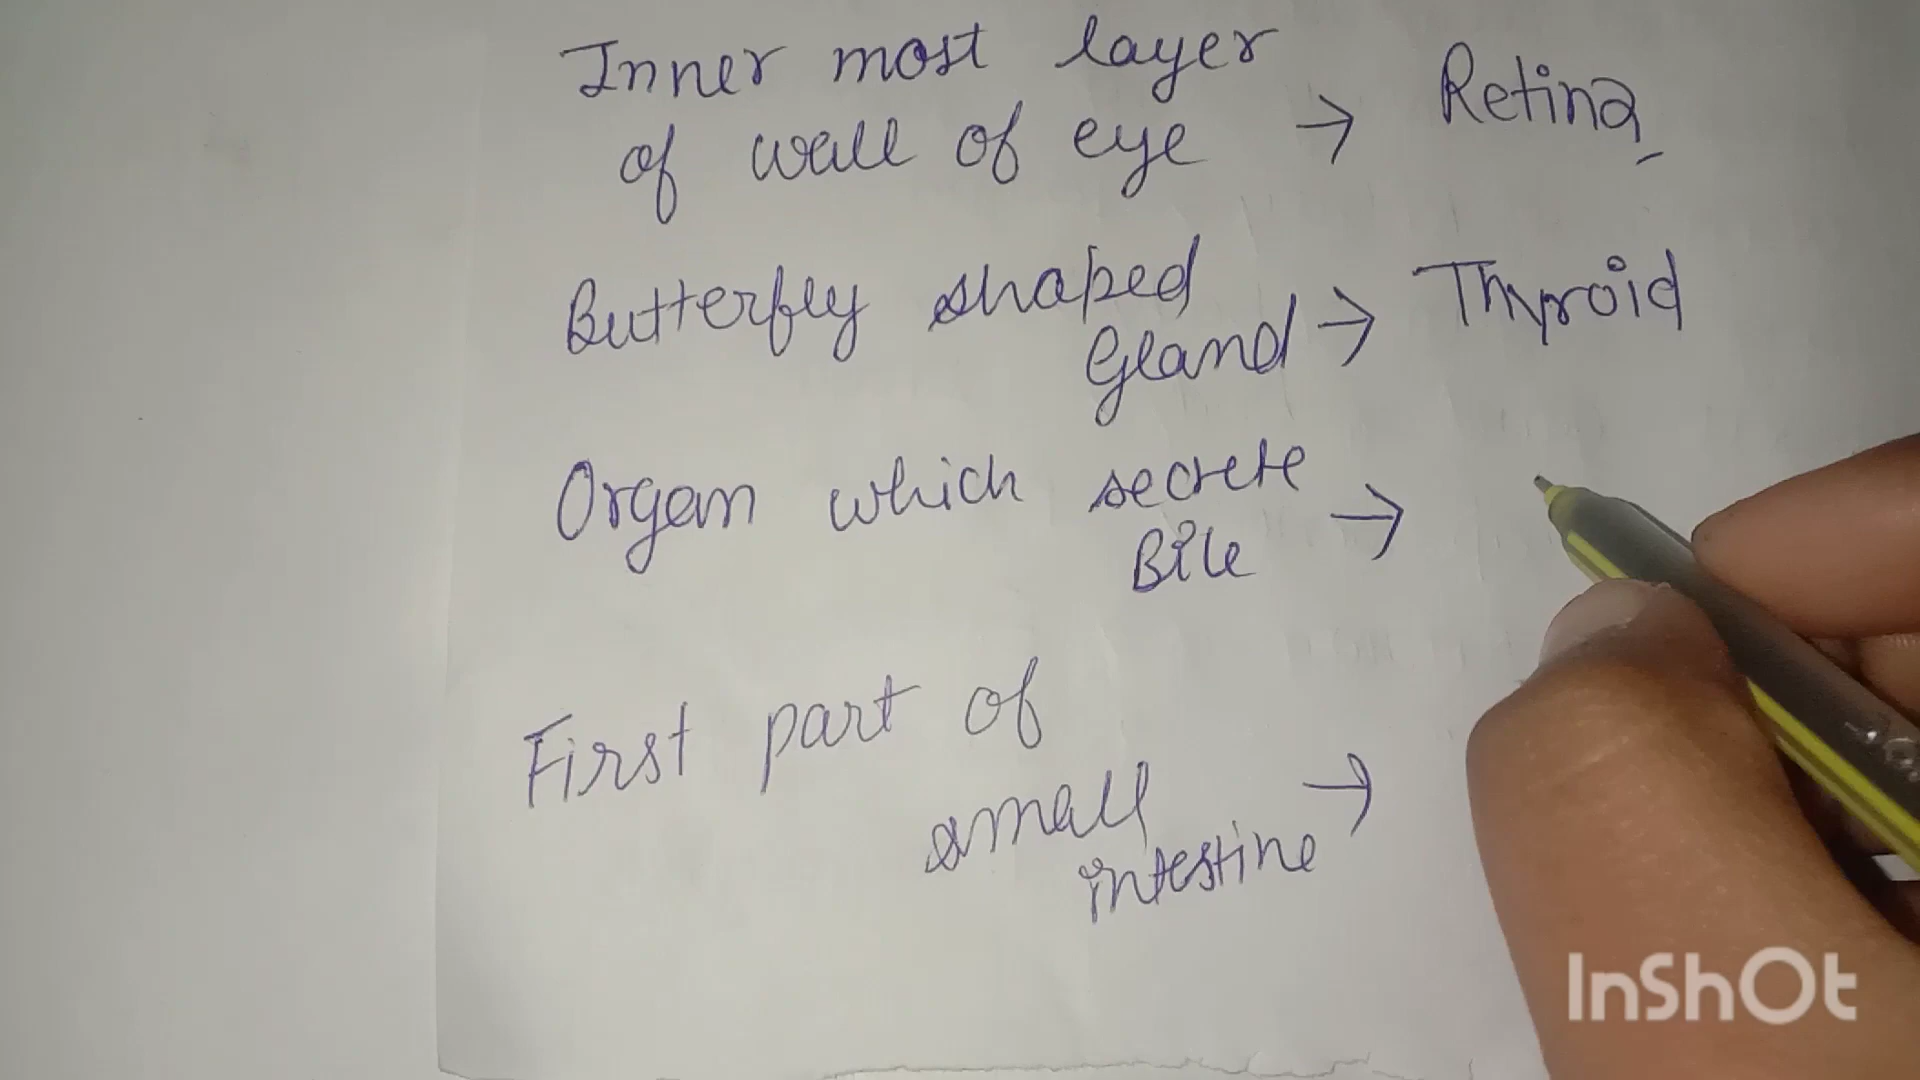 Inner most layer
of wall of eye → Retina
Butterfly shaped
Gland → Thyroid
Organ which secrete
Bile →
First part of
small
intestine →
InShOt